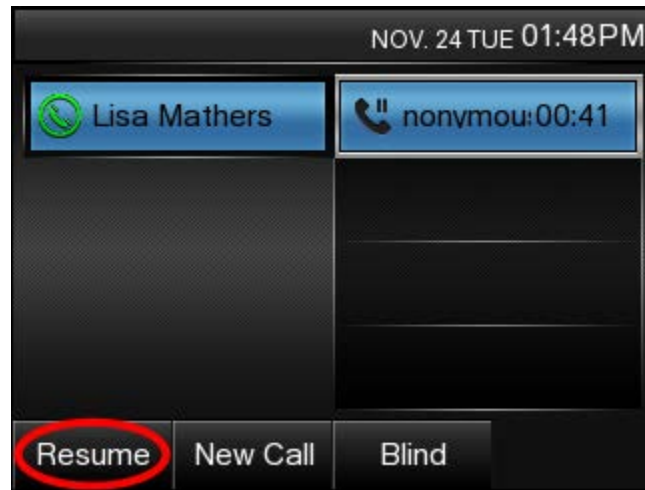 NOV. 24 TUE 01:48PM
Lisa Mathers
nonymou 00:41
Resume New Call Blind